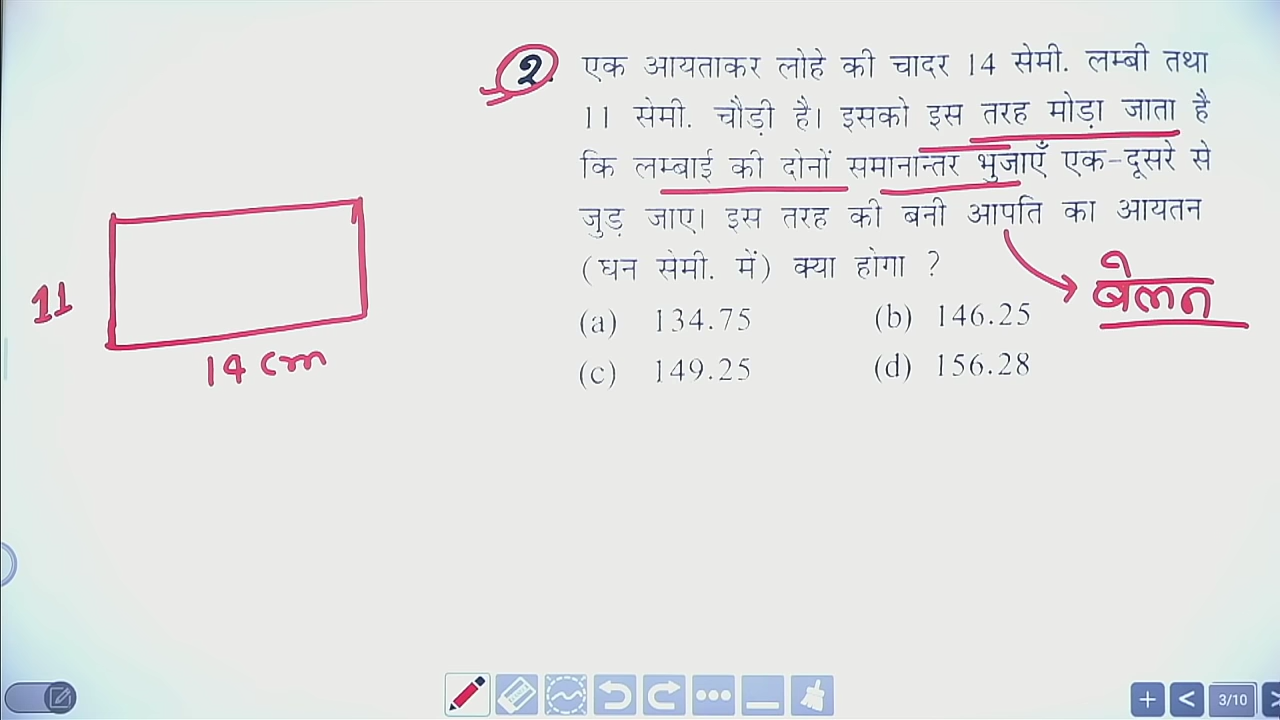 2. एक आयताकर लोहे की चादर 14 सेमी. लम्बी तथा
11 सेमी. चौड़ी है। इसको इस तरह मोड़ा जाता है
कि लम्बाई की दोनों समानान्तर भुजाएँ एक-दूसरे से
जुड़ जाए। इस तरह की बनी आपति का आयतन
(घन सेमी. में) क्या होगा ?
बेलन
(a) 134.75 (b) 146.25
(c) 149.25 (d) 156.28
11
14 cm
3/10